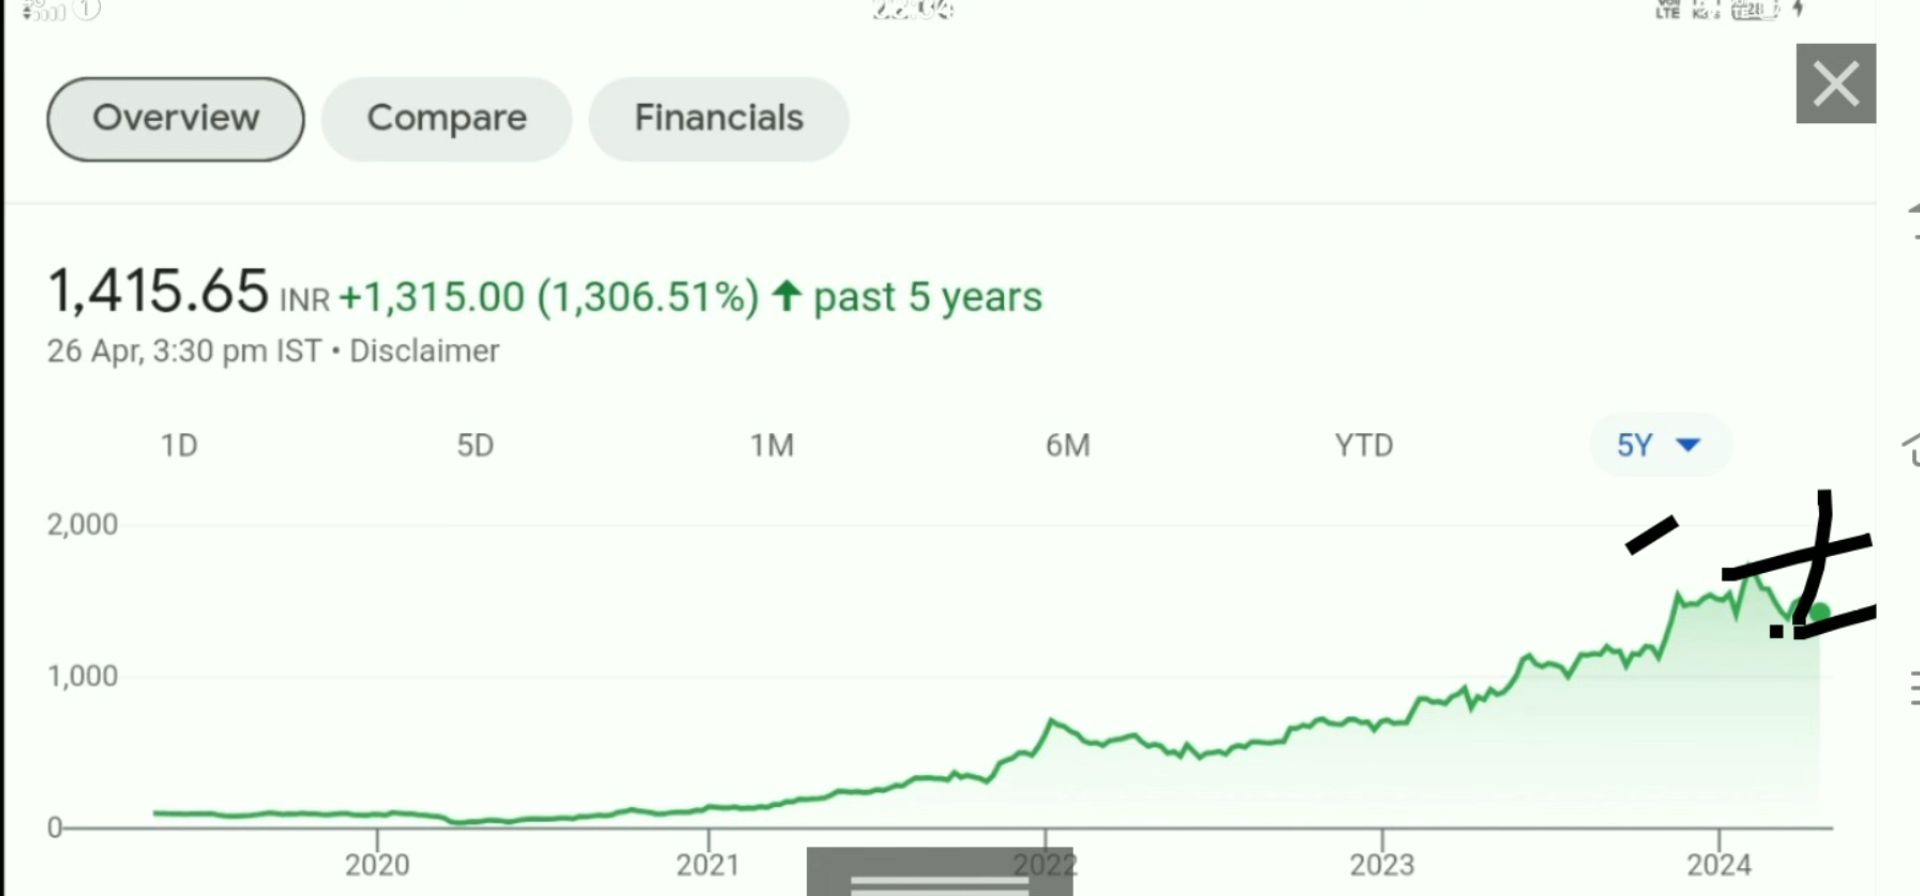 1
Overview Compare Financials
1,415.65 INR +1,315.00 (1,306.51%) ↑ past 5 years
26 Apr, 3:30 pm IST • Disclaimer
1D 5D 1M 6M YTD 5Y
2,000
1,000
0
2020 2021 2022 2023 2024